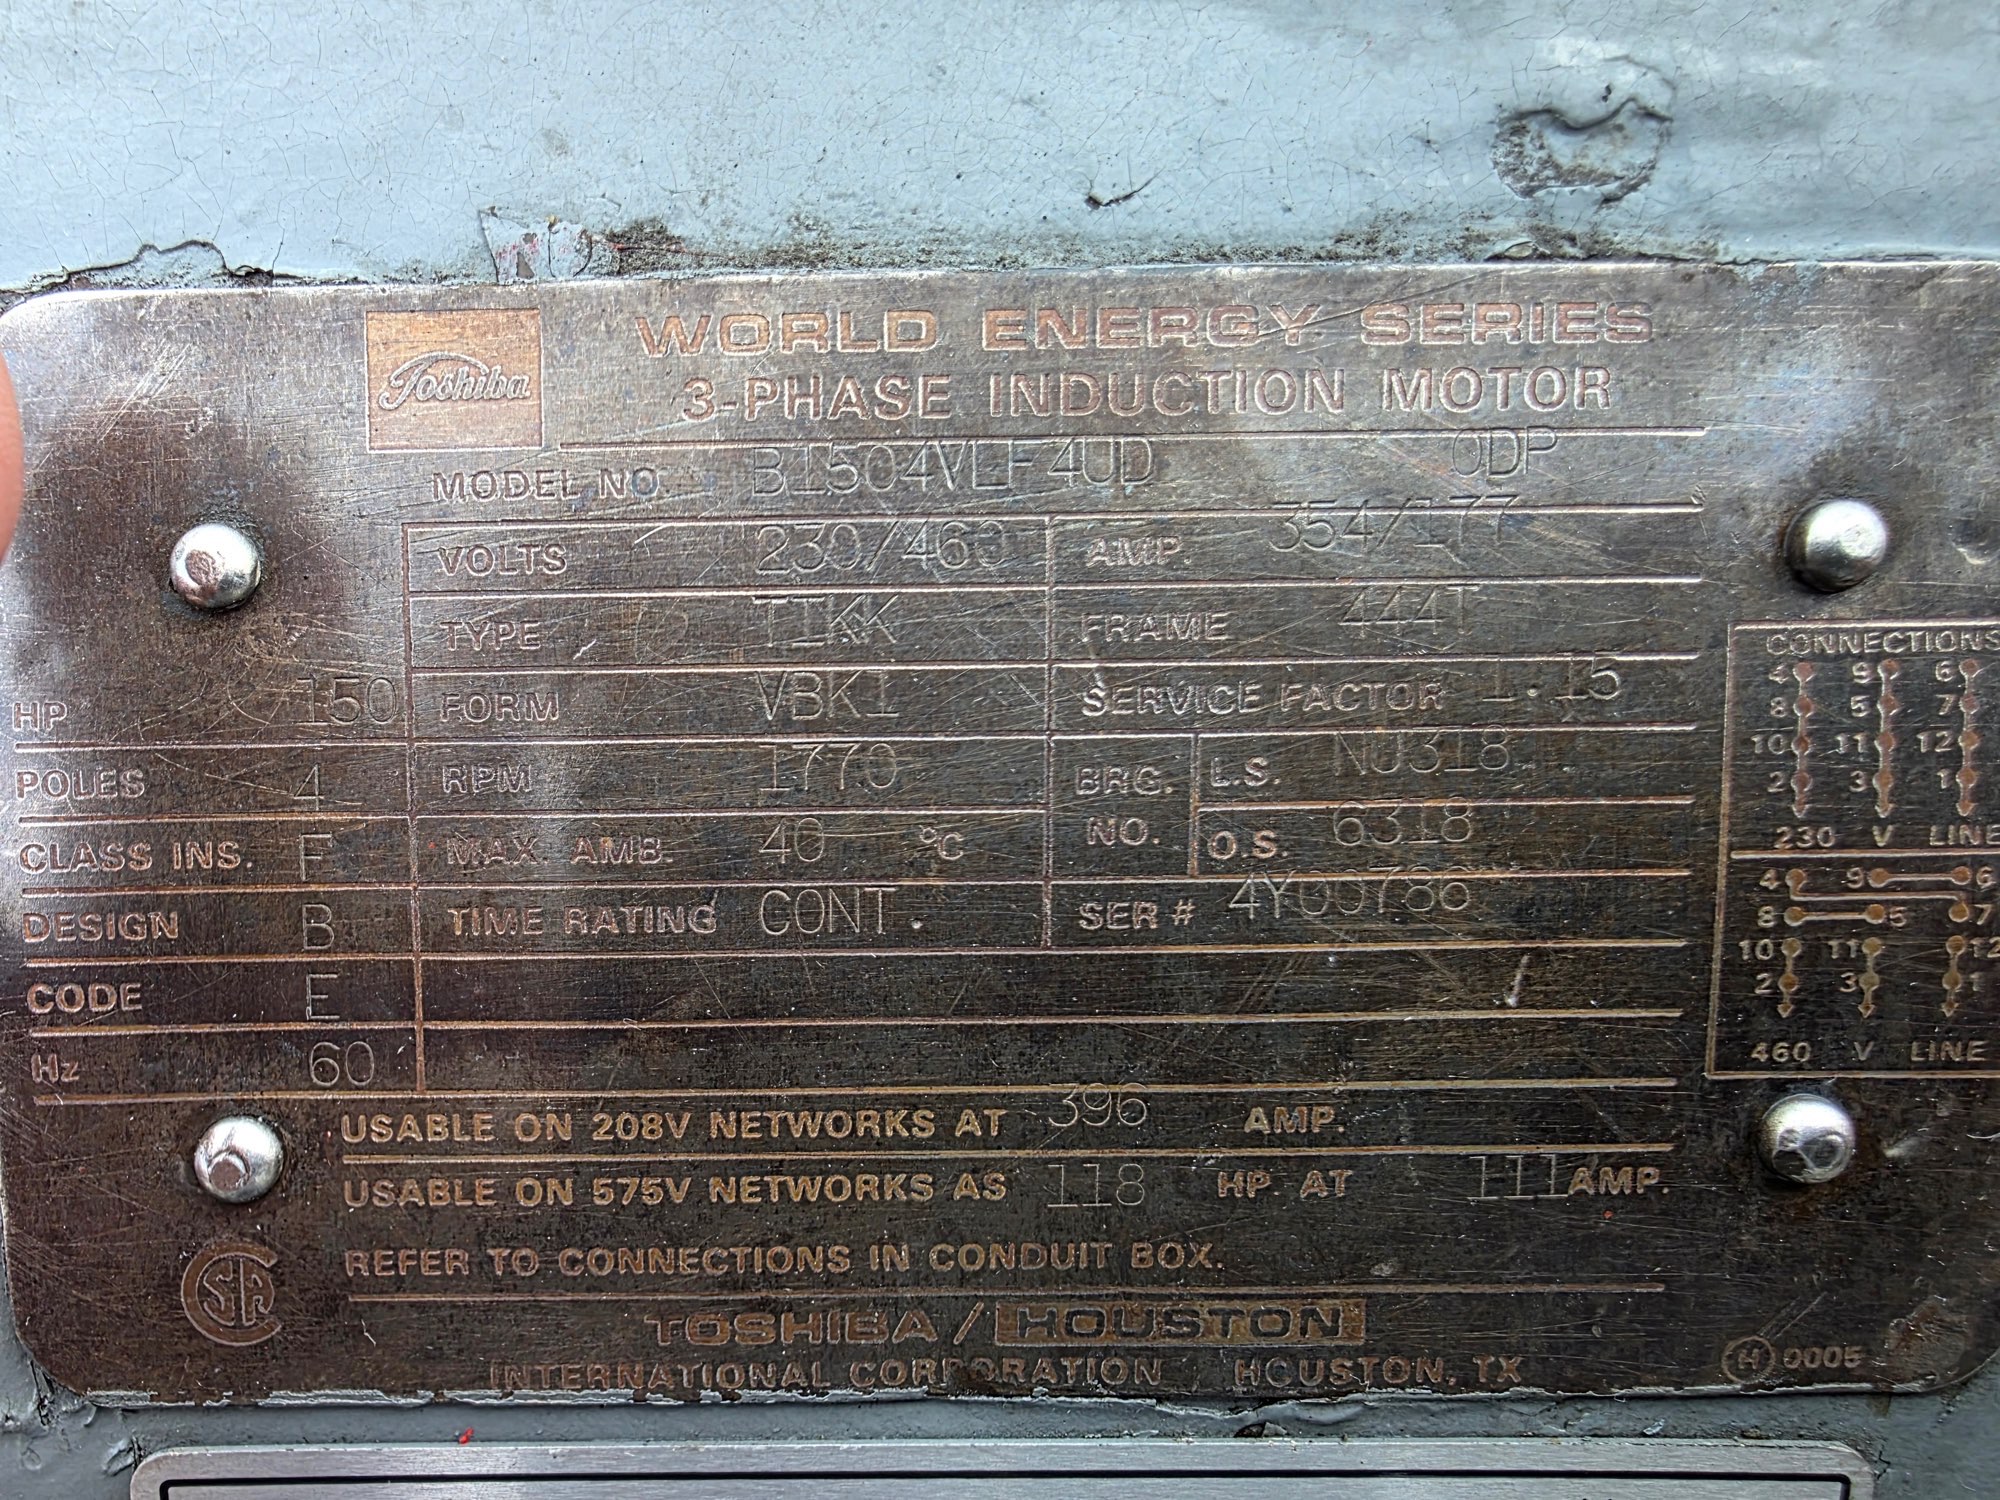 Toshiba
WORLD ENERGY SERIES
3-PHASE INDUCTION MOTOR
MODEL NO. B1504VLF4UD ODP
VOLTS 230/460 AMP. 354/177
TYPE TIKK FRAME 444T
HP 150 FORM VBK1 SERVICE FACTOR 1.15
POLES 4 RPM 1770 BRG. NO. L.S. NU318
CLASS INS. F MAX. AMB. 40 °C O.S. 6318
DESIGN B TIME RATING CONT. SER # 4Y00786
CODE E
Hz 60
CONNECTIONS
4 9 6
8 5 7
10 11 12
2 3 1
230 V LINE
4 9 6
8 5 7
10 11 12
2 3 1
460 V LINE
USABLE ON 208V NETWORKS AT 396 AMP.
USABLE ON 575V NETWORKS AS 118 HP AT 111 AMP.
REFER TO CONNECTIONS IN CONDUIT BOX.
TOSHIBA / HOUSTON
INTERNATIONAL CORPORATION HOUSTON, TX
H 0005